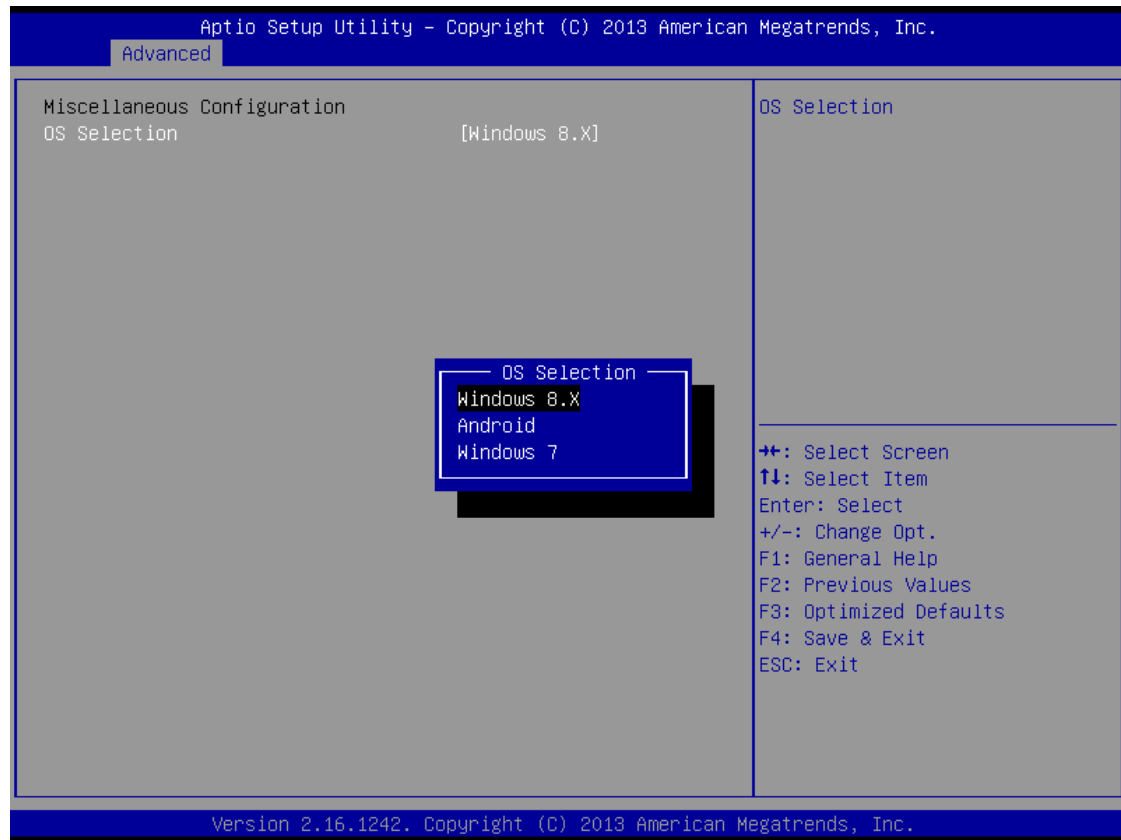 Aptio Setup Utility – Copyright (C) 2013 American Megatrends, Inc.
Advanced
Miscellaneous Configuration
OS Selection [Windows 8.X]
OS Selection
OS Selection
Windows 8.X
Android
Windows 7
→←: Select Screen
↑↓: Select Item
Enter: Select
+/-: Change Opt.
F1: General Help
F2: Previous Values
F3: Optimized Defaults
F4: Save & Exit
ESC: Exit
Version 2.16.1242. Copyright (C) 2013 American Megatrends, Inc.